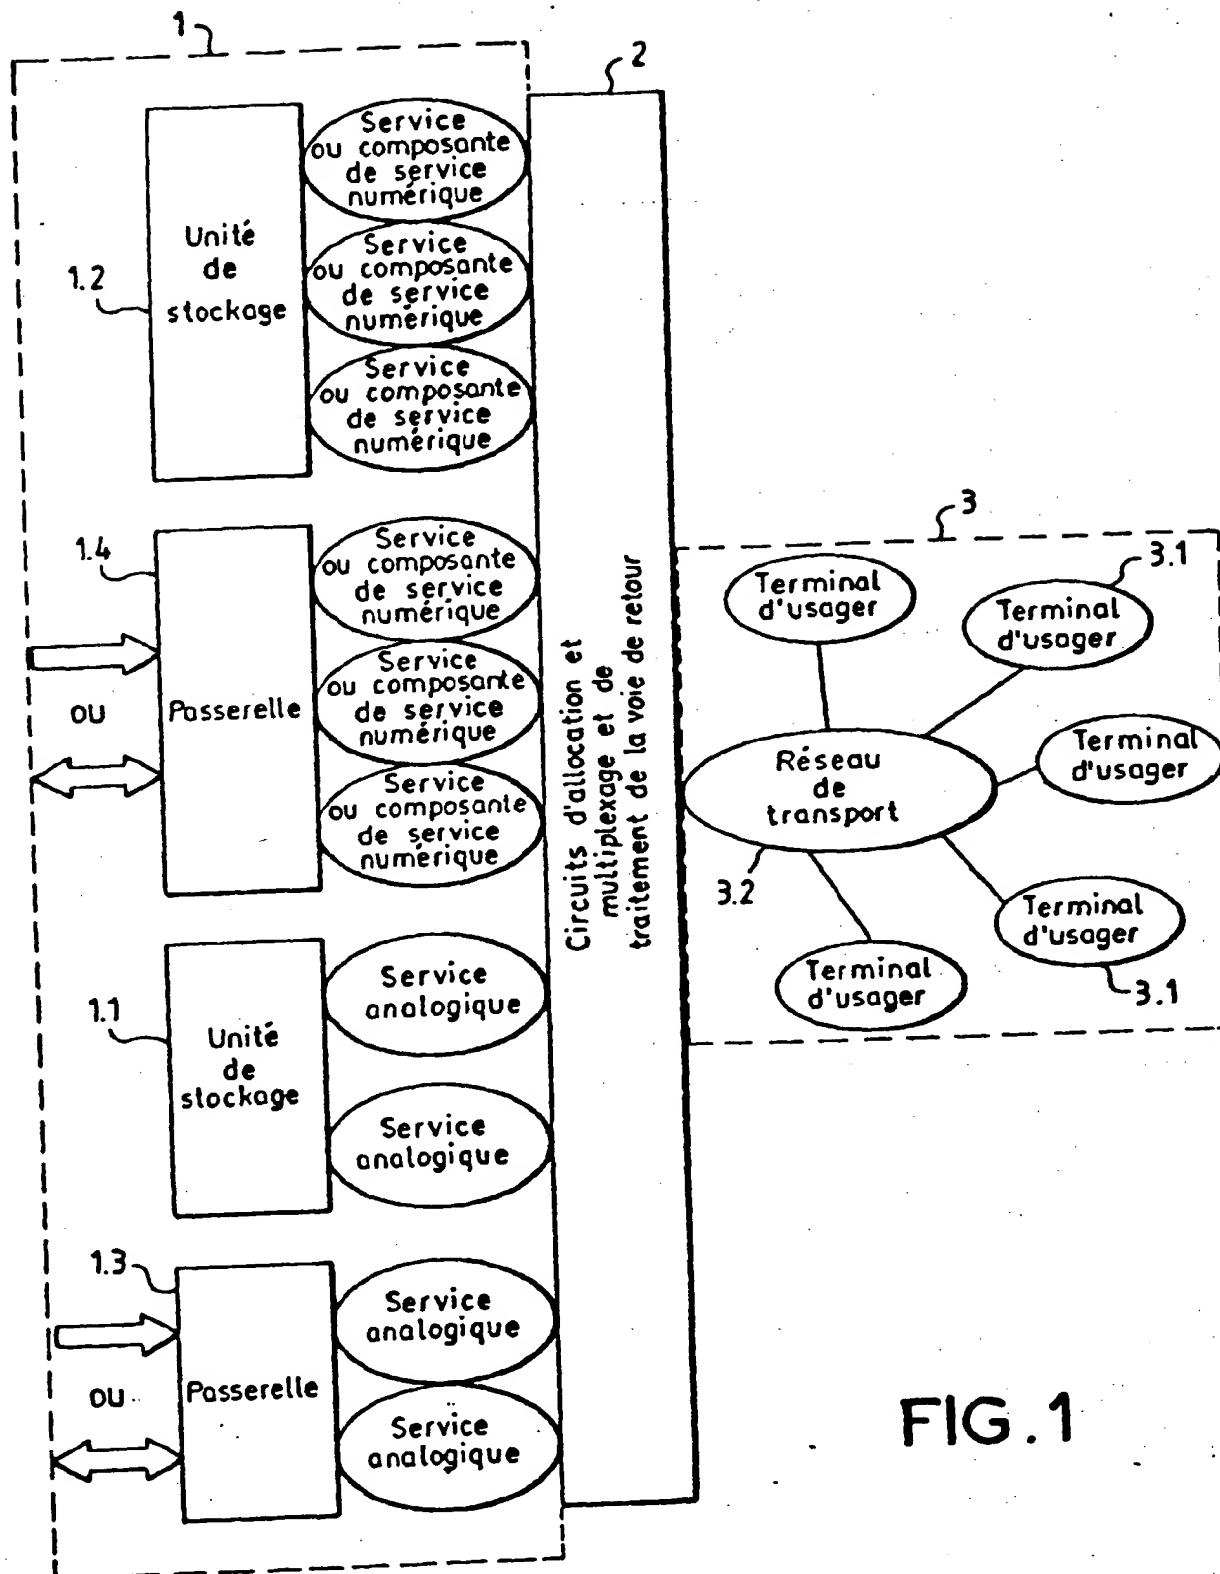 1
2
Service
ou composante
de service
numérique
Service
ou composante
de service
numérique
Service
ou composante
de service
numérique
Unité
de
stockage
1.2
1.4
Passerelle
ou
Service
ou composante
de service
numérique
Service
ou composante
de service
numérique
Service
ou composante
de service
numérique
1.1
Unité
de
stockage
Service
analogique
Service
analogique
1.3
Passerelle
ou
Service
analogique
Service
analogique
Circuits d'allocation et
multiplexage et de
traitement de la voie de retour
3
3.1
Terminal
d'usager
Terminal
d'usager
Terminal
d'usager
Réseau
de
transport
3.2
Terminal
d'usager
3.1
Terminal
d'usager
FIG.1